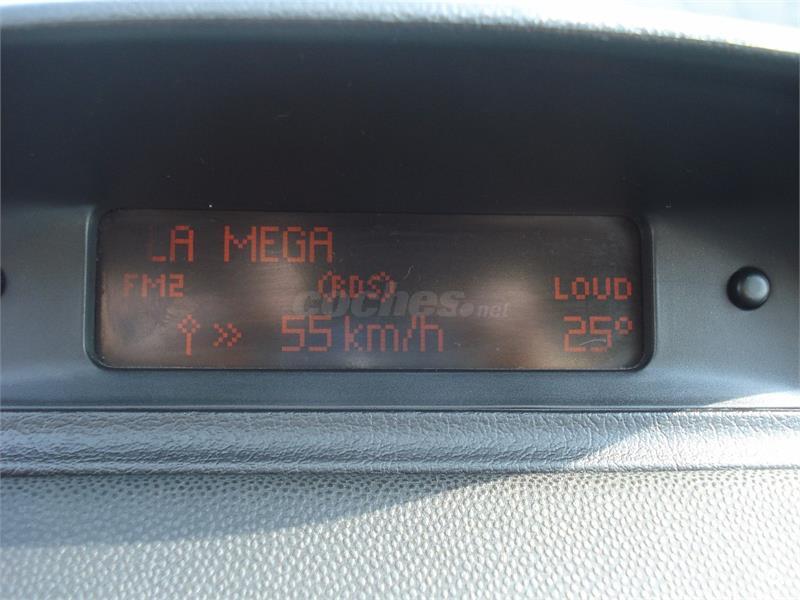 LA MEGA
FM2 (RDS) LOUD
coches.net
» 55 km/h 25°